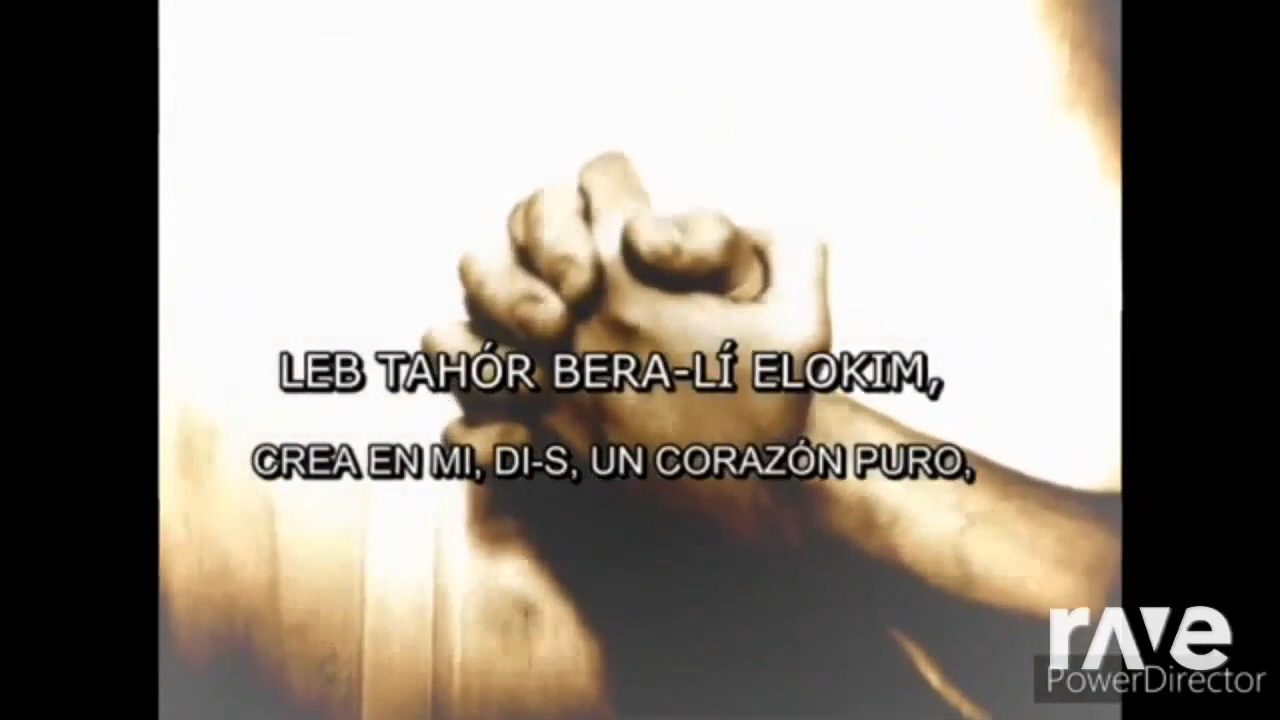 LEB TAHÓR BERA-LÍ ELOKIM,
CREA EN MI, DI-S, UN CORAZÓN PURO,
rave
PowerDirector